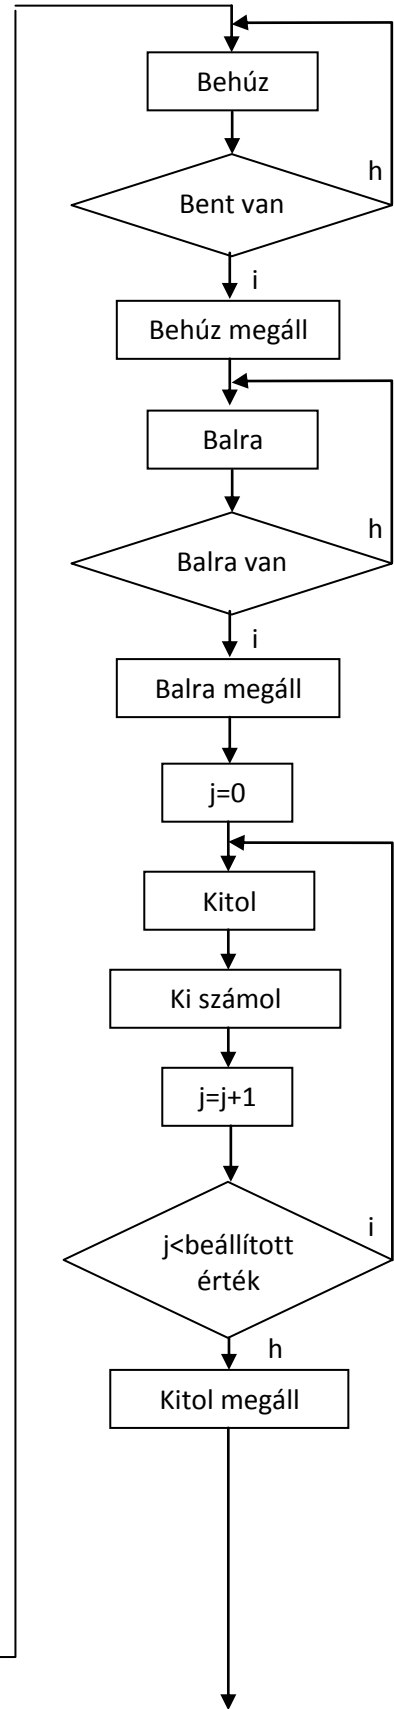 Behúz
h
Bent van
i
Behúz megáll
Balra
h
Balra van
i
Balra megáll
j=0
Kitol
Ki számol
j=j+1
i
j<beállított
érték
h
Kitol megáll